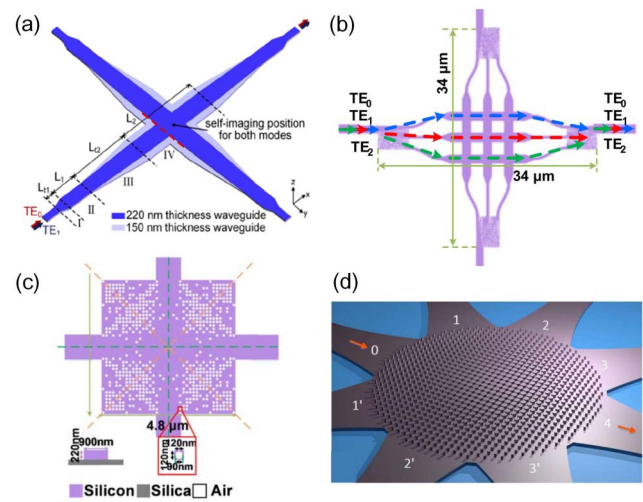 (a)
L₂
self-imaging position
for both modes
Lₜ₂
L₁
Lₜ₁
IV
III
II
I
TE₀
TE₁
z
x
y
220 nm thickness waveguide
150 nm thickness waveguide
(b)
34 μm
TE₀
TE₁
TE₂
TE₀
TE₁
TE₂
34 μm
(c)
4.8 μm
220nm
900nm
120nm
120nm
90nm
Silicon
Silica
Air
(d)
1
2
0
3
1'
4
2'
3'